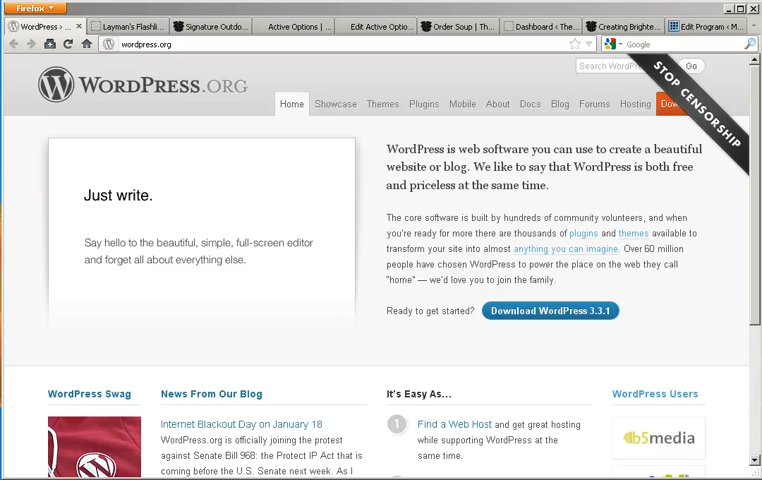 Firefox
WordPress › ...
Layman's Flashli...
Signature Outdo...
Active Options | ...
Edit Active Optio...
Order Soup | Th...
Dashboard ‹ The...
Creating Brighte...
Edit Program ‹ M...
wordpress.org
Google
WORDPRESS.ORG
Search WordPr
Go
STOP CENSORSHIP
Home Showcase Themes Plugins Mobile About Docs Blog Forums Hosting
Just write.
Say hello to the beautiful, simple, full-screen editor
and forget all about everything else.
WordPress is web software you can use to create a beautiful
website or blog. We like to say that WordPress is both free
and priceless at the same time.
The core software is built by hundreds of community volunteers, and when
you're ready for more there are thousands of plugins and themes available to
transform your site into almost anything you can imagine. Over 60 million
people have chosen WordPress to power the place on the web they call
"home" — we'd love you to join the family.
Ready to get started? Download WordPress 3.3.1
WordPress Swag
News From Our Blog
Internet Blackout Day on January 18
WordPress.org is officially joining the protest
against Senate Bill 968: the Protect IP Act that is
coming before the U.S. Senate next week. As I
It's Easy As...
1 Find a Web Host and get great hosting
while supporting WordPress at the
same time.
WordPress Users
b5media